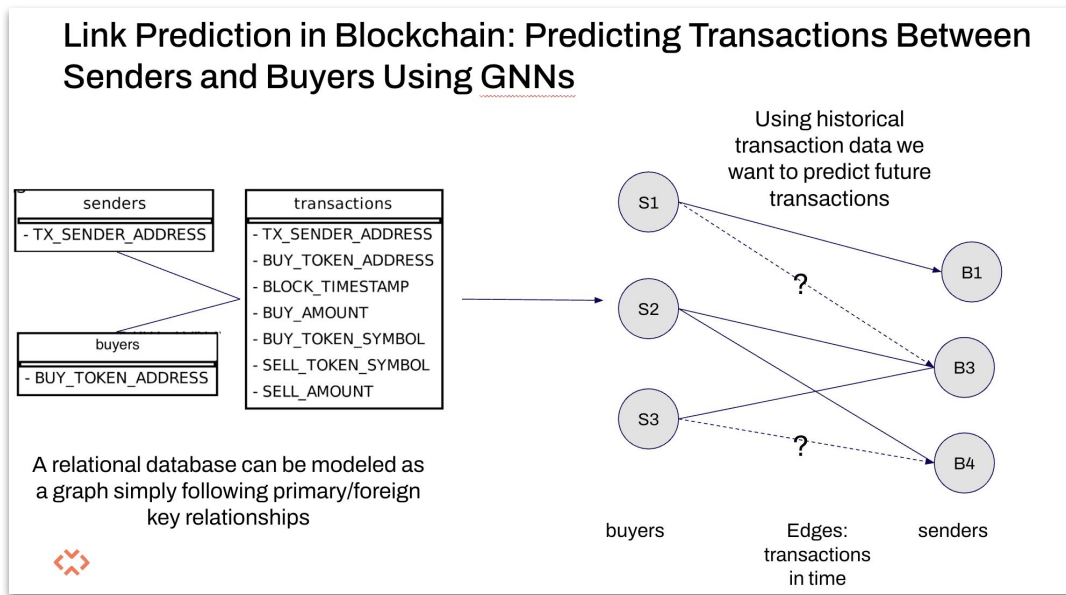 Link Prediction in Blockchain: Predicting Transactions Between
Senders and Buyers Using GNNs
Using historical
transaction data we
want to predict future
transactions
senders
- TX_SENDER_ADDRESS
buyers
- BUY_TOKEN_ADDRESS
transactions
- TX_SENDER_ADDRESS
- BUY_TOKEN_ADDRESS
- BLOCK_TIMESTAMP
- BUY_AMOUNT
- BUY_TOKEN_SYMBOL
- SELL_TOKEN_SYMBOL
- SELL_AMOUNT
S1
S2
S3
?
?
B1
B3
B4
A relational database can be modeled as
a graph simply following primary/foreign
key relationships
buyers
Edges:
transactions
in time
senders